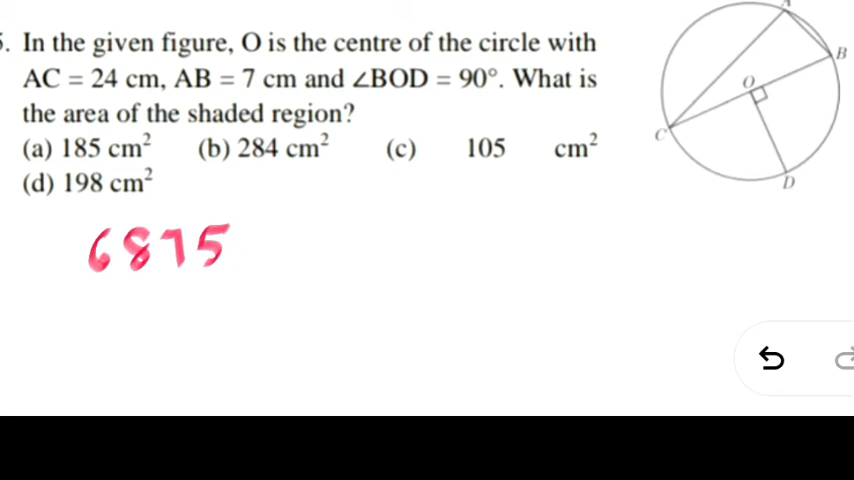 5. In the given figure, O is the centre of the circle with
AC = 24 cm, AB = 7 cm and ∠BOD = 90°. What is
the area of the shaded region?
(a) 185 cm² (b) 284 cm² (c) 105 cm²
(d) 198 cm²
A
B
O
C
D
6875